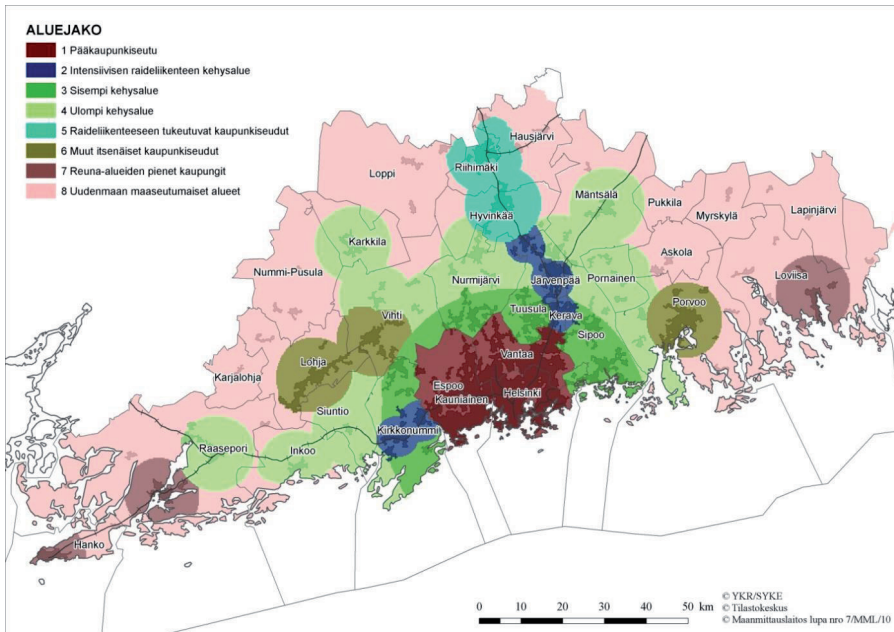 ALUEJAKO
1 Pääkaupunkiseutu
2 Intensiivisen raideliikenteen kehysalue
3 Sisempi kehysalue
4 Ulompi kehysalue
5 Raideliikenteeseen tukeutuvat kaupunkiseudut
6 Muut itsenäiset kaupunkiseudut
7 Reuna-alueiden pienet kaupungit
8 Uudenmaan maaseutumaiset alueet
Hausjärvi
Riihimäki
Loppi
Mäntsälä
Pukkila
Lapinjärvi
Myrskylä
Hyvinkää
Karkkila
Askola
Nummi-Pusula
Loviisa
Nurmijärvi
Järvenpää
Pornainen
Porvoo
Tuusula
Kerava
Vihti
Sipoo
Vantaa
Lohja
Karjalohja
Espoo
Helsinki
Kauniainen
Siuntio
Kirkkonummi
Raasepori
Inkoo
Hanko
0 10 20 30 40 50 km
© YKR/SYKE
© Tilastokeskus
© Maanmittauslaitos lupa nro 7/MML/10